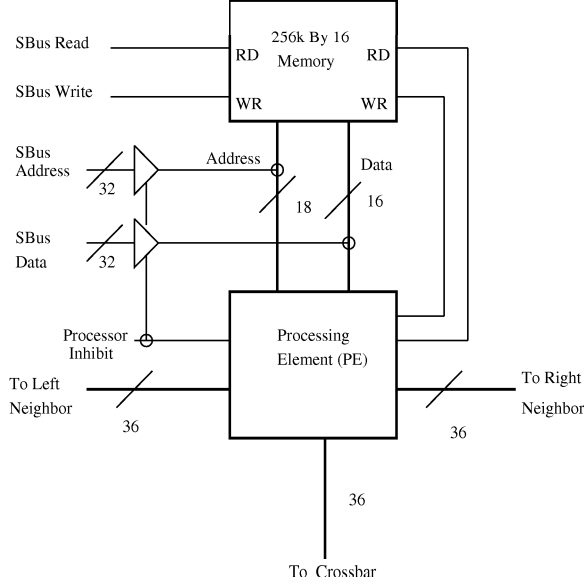 SBus Read
256k By 16
Memory
RD
RD
SBus Write
WR
WR
SBus
Address
32
Address
Data
18
16
SBus
Data
32
Processor
Inhibit
Processing
Element (PE)
To Left
Neighbor
36
To Right
Neighbor
36
36
To Crossbar